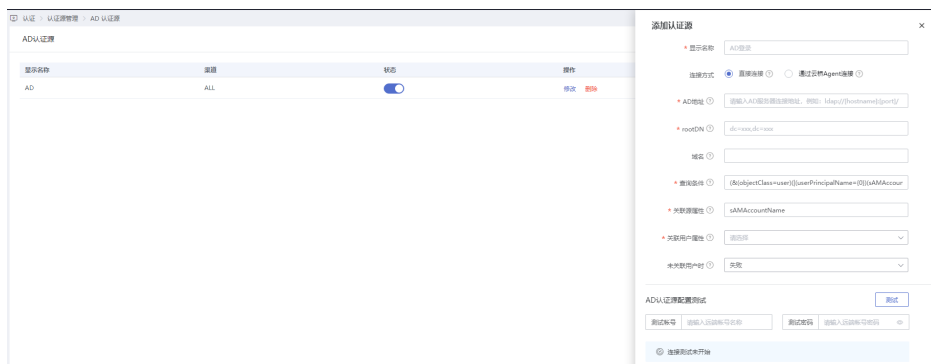 认证 > 认证源管理 > AD 认证源
AD认证源
显示名称 渠道 状态 操作
AD ALL 修改 删除
添加认证源 ×
* 显示名称 AD登录
连接方式 直接连接 ? 通过云桥Agent连接 ?
* AD地址 ? 请输入AD服务器连接地址，例如：ldap://{hostname}:{port}/
* rootDN ? dc=xxx,dc=xxx
域名 ?
* 查询条件 ? (&(objectClass=user)(|(userPrincipalName={0})(sAMAccour
* 关联源属性 ? sAMAccountName
* 关联用户属性 ? 请选择
未关联用户时 ? 失败
AD认证源配置测试 测试
测试帐号 请输入后端帐号名称 测试密码 请输入后端帐号密码
连接测试未开始